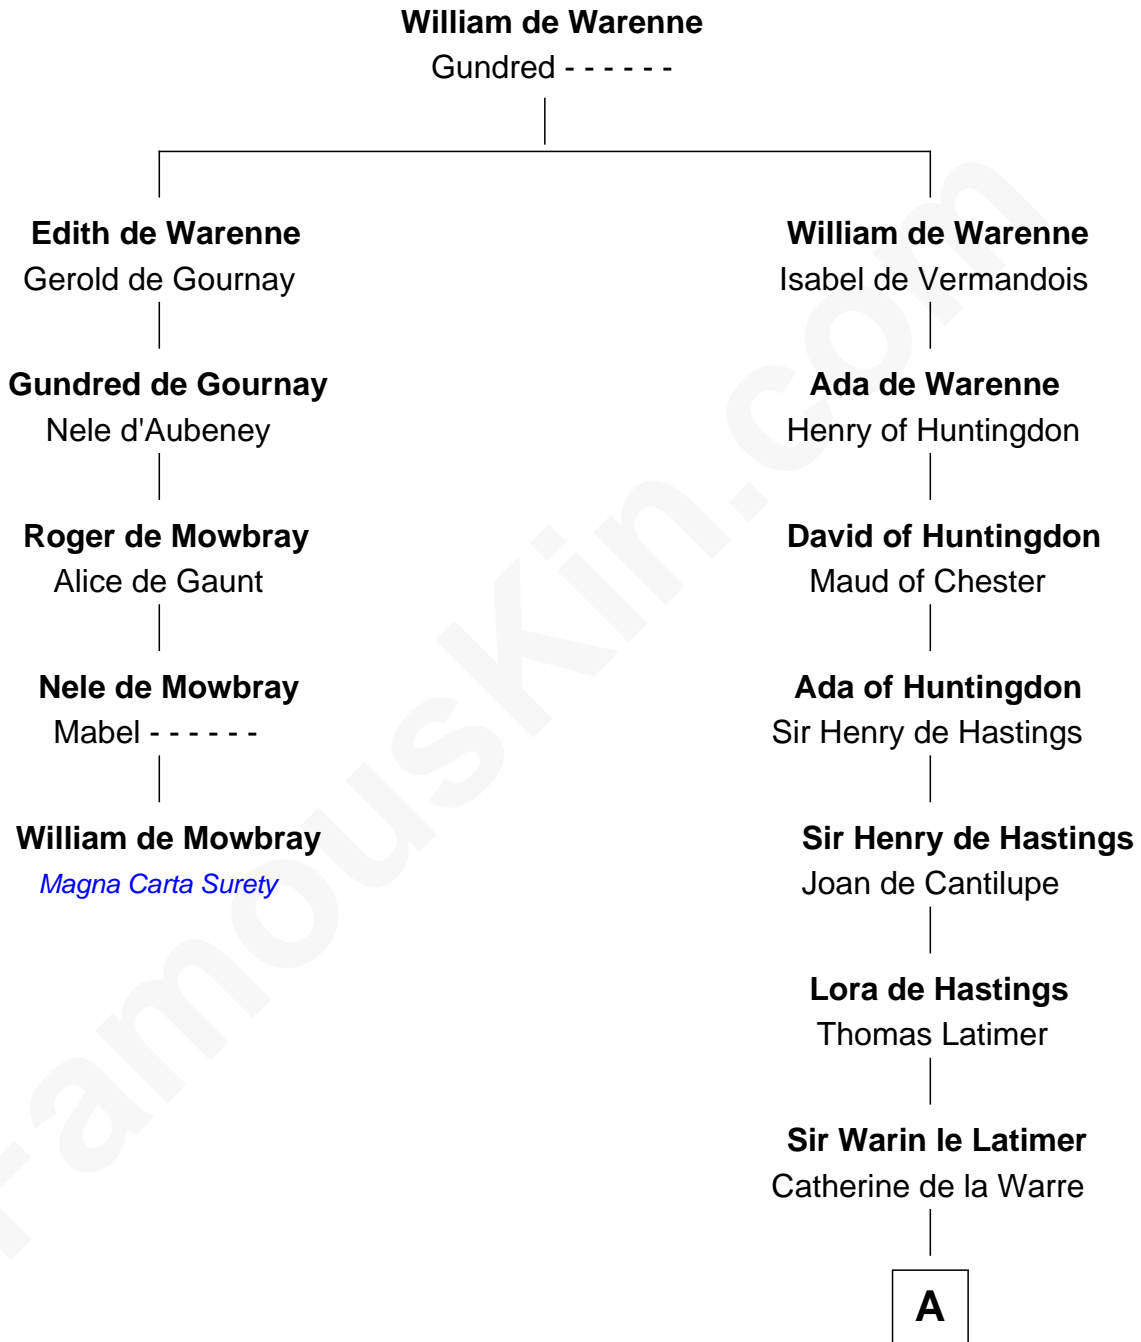 William de Warenne
Gundred - - - - - -
Edith de Warenne
Gerold de Gournay
Gundred de Gournay
Nele d'Aubeney
Roger de Mowbray
Alice de Gaunt
Nele de Mowbray
Mabel - - - - - -
William de Mowbray
Magna Carta Surety
William de Warenne
Isabel de Vermandois
Ada de Warenne
Henry of Huntingdon
David of Huntingdon
Maud of Chester
Ada of Huntingdon
Sir Henry de Hastings
Sir Henry de Hastings
Joan de Cantilupe
Lora de Hastings
Thomas Latimer
Sir Warin le Latimer
Catherine de la Warre
A
FamousKin.com